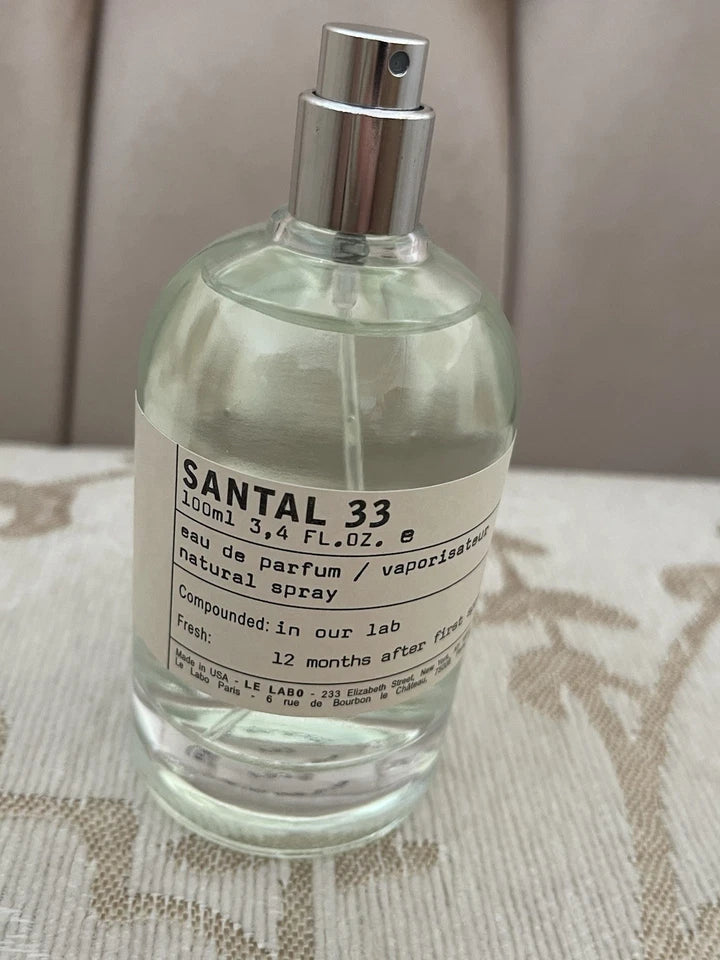 SANTAL 33
100ml 3,4 FL.OZ. e
eau de parfum / vaporisateur
natural spray
Compounded: in our lab
Fresh: 12 months after first
Made in USA - LE LABO - 233 Elizabeth Street, New
Le Labo Paris - 6 rue de Bourbon le Château, 75006